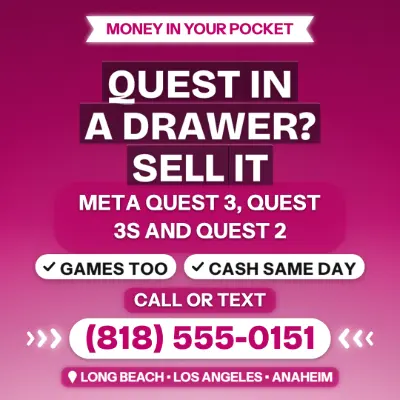 MONEY IN YOUR POCKET
QUEST IN
A DRAWER?
SELL IT
META QUEST 3, QUEST
3S AND QUEST 2
✓ GAMES TOO ✓ CASH SAME DAY
CALL OR TEXT
››› (818) 555-0151 ‹‹‹
LONG BEACH • LOS ANGELES • ANAHEIM